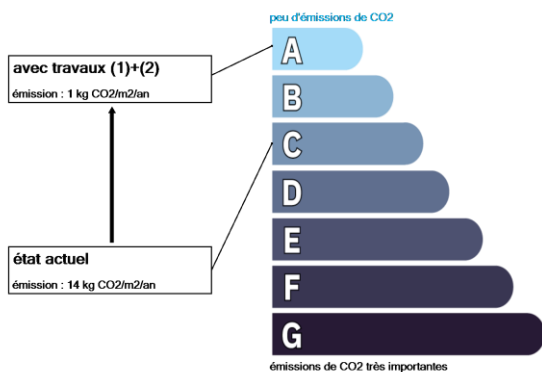 peu d'émissions de CO2
A
avec travaux (1)+(2)
émission : 1 kg CO2/m2/an
B
C
D
E
état actuel
émission : 14 kg CO2/m2/an
F
G
émissions de CO2 très importantes